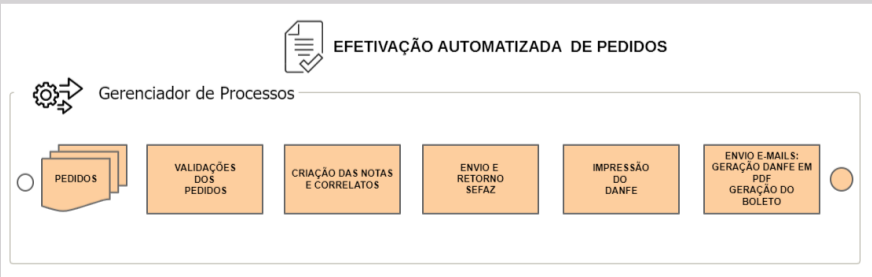 EFETIVAÇÃO AUTOMATIZADA DE PEDIDOS
Gerenciador de Processos
PEDIDOS
VALIDAÇÕES
DOS
PEDIDOS
CRIAÇÃO DAS NOTAS
E CORRELATOS
ENVIO E
RETORNO
SEFAZ
IMPRESSÃO
DO
DANFE
ENVIO E-MAILS:
GERAÇÃO DANFE EM
PDF
GERAÇÃO DO
BOLETO